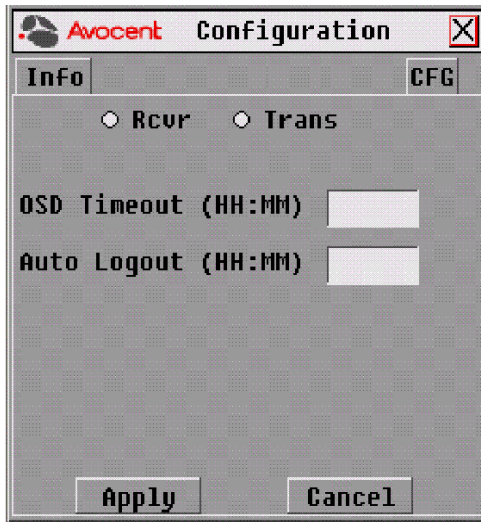 Avocent Configuration
Info CFG
Rcvr Trans
OSD Timeout (HH:MM)
Auto Logout (HH:MM)
Apply Cancel